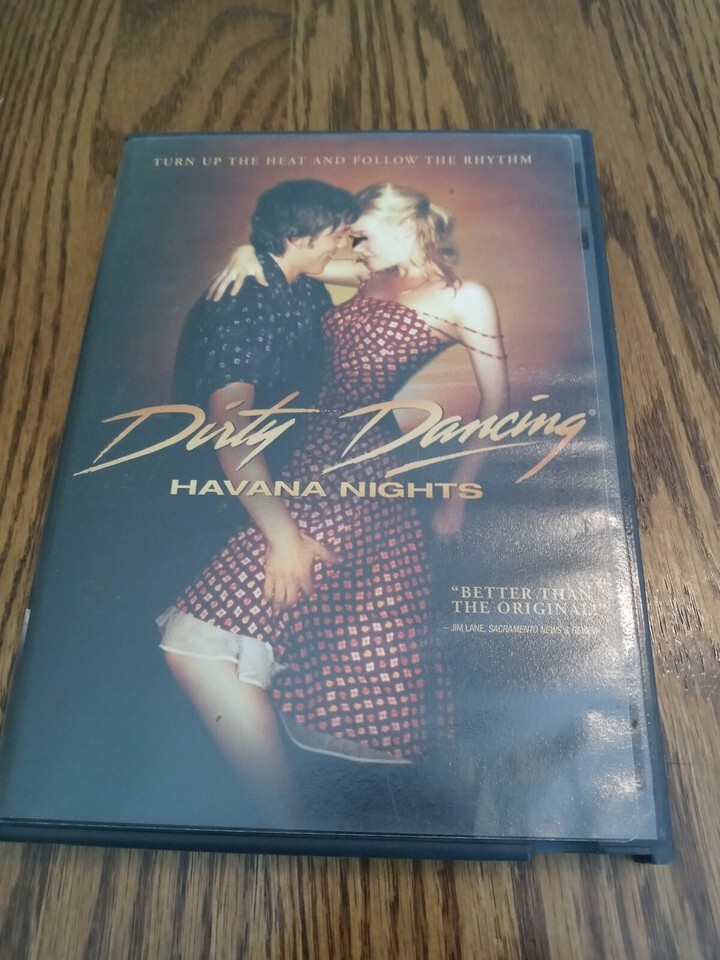 TURN UP THE HEAT AND FOLLOW THE RHYTHM
Dirty Dancing®
HAVANA NIGHTS
"BETTER THAN
THE ORIGINAL!"
– JIM LANE, SACRAMENTO NEWS & REVIEW